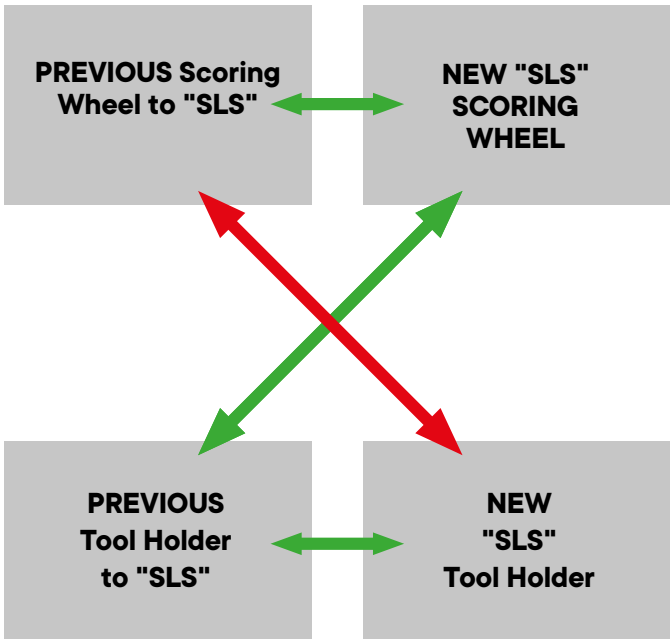 PREVIOUS Scoring
Wheel to "SLS"
NEW "SLS"
SCORING
WHEEL
PREVIOUS
Tool Holder
to "SLS"
NEW
"SLS"
Tool Holder